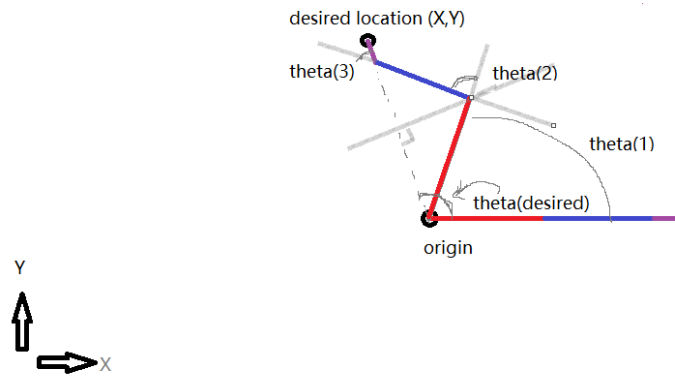 desired location (X,Y)
theta(3)
theta(2)
theta(1)
theta(desired)
origin
Y
X